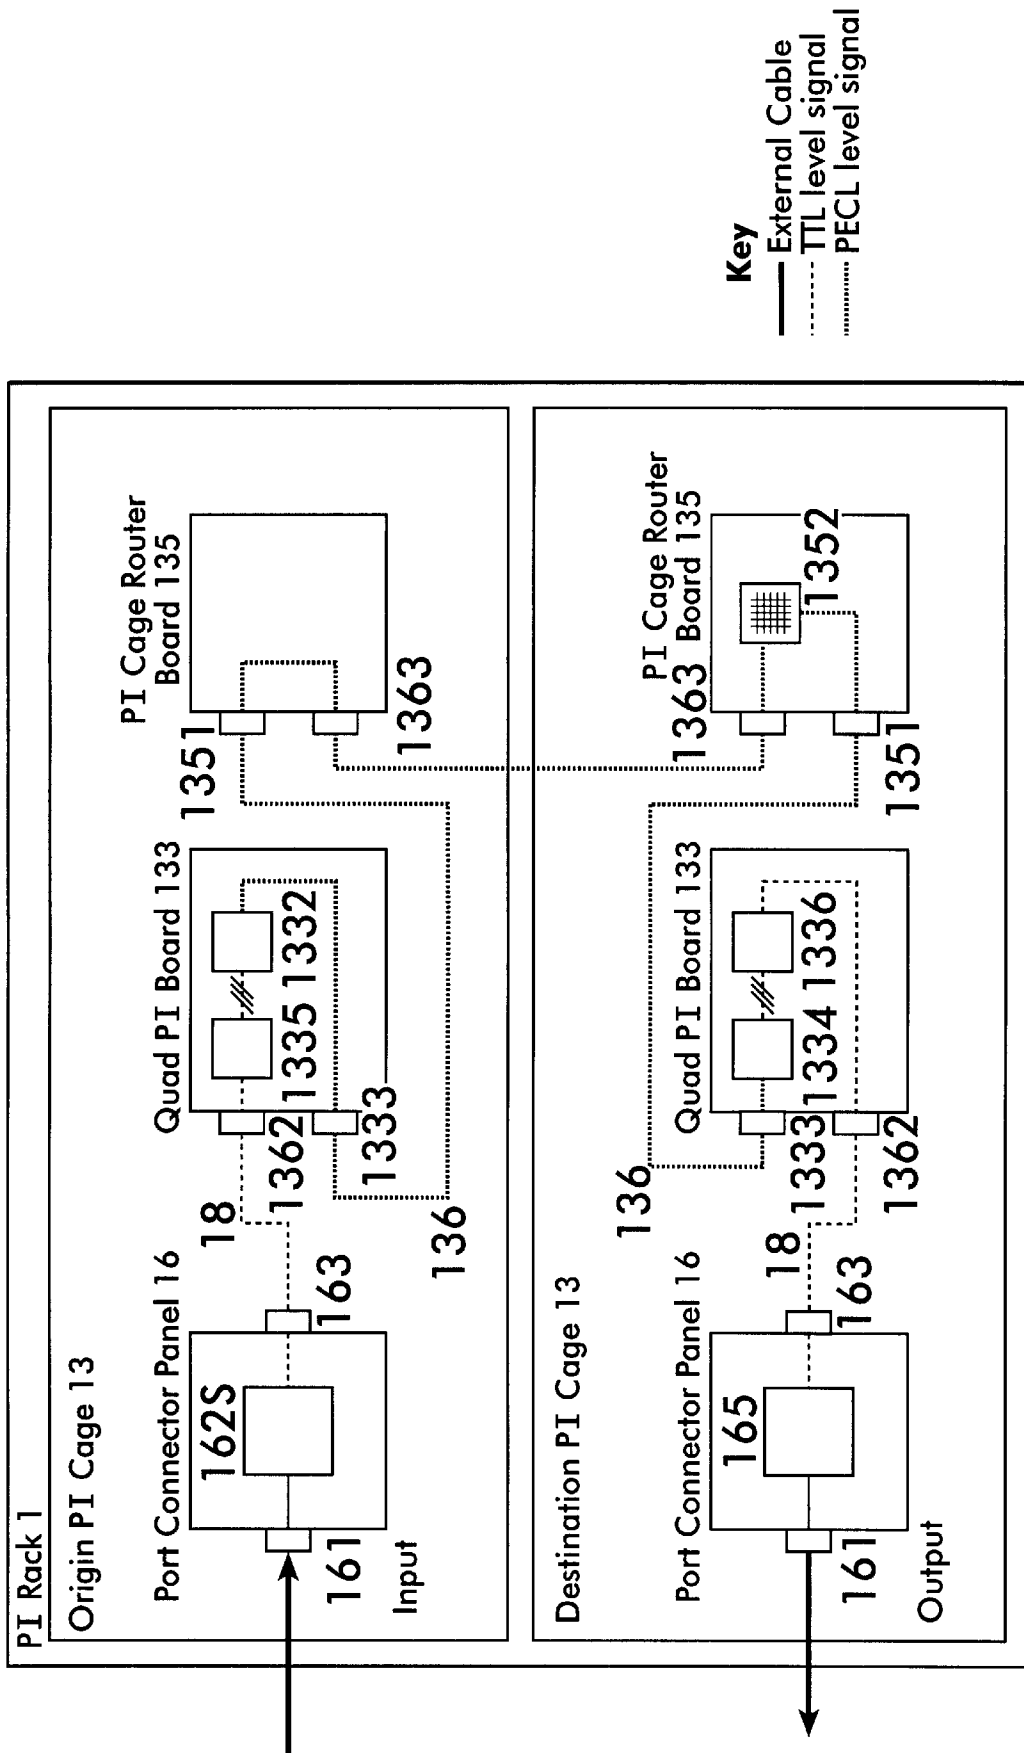 PI Rack 1
Origin PI Cage 13
Port Connector Panel 16
162S
161
Input
163
18
Quad PI Board 133
1362
1335
1332
1333
136
PI Cage Router
Board 135
1351
1363
Destination PI Cage 13
Port Connector Panel 16
165
161
Output
163
18
136
Quad PI Board 133
1333
1334
1336
1362
PI Cage Router
Board 135
1363
1352
1351
Key
External Cable
TTL level signal
PECL level signal